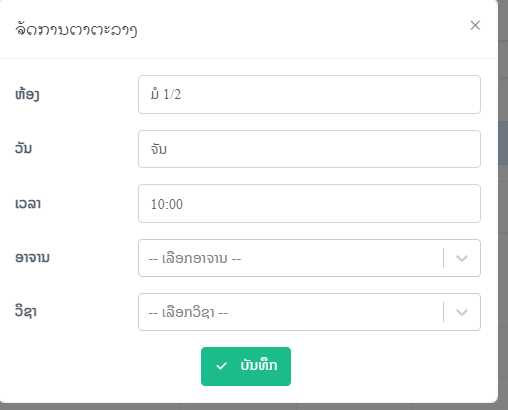 ຈັດການຕາຕະລາງ
ຫ້ອງ
ມໍ 1/2
ວັນ
ຈັນ
ເວລາ
10:00
ອາຈານ
-- ເລືອກອາຈານ --
ວິຊາ
-- ເລືອກວິຊາ --
ບັນທຶກ